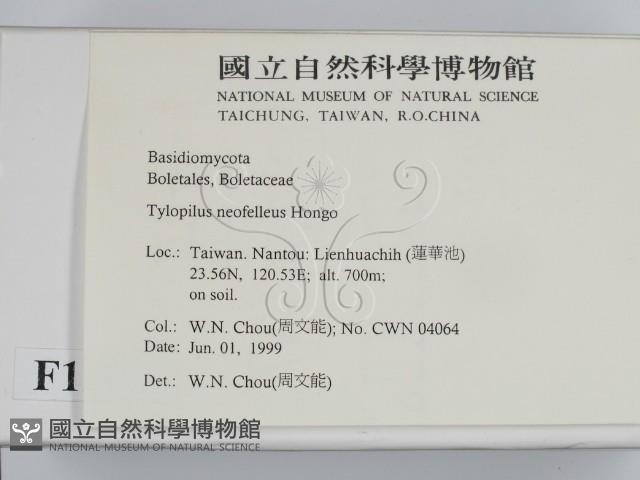 國立自然科學博物館
NATIONAL MUSEUM OF NATURAL SCIENCE
TAICHUNG, TAIWAN, R.O.CHINA
Basidiomycota
Boletales, Boletaceae
Tylopilus neofelleus Hongo
Loc.: Taiwan. Nantou: Lienhuachih (蓮華池)
23.56N, 120.53E; alt. 700m;
on soil.
Col.: W.N. Chou(周文能); No. CWN 04064
Date: Jun. 01, 1999
Det.: W.N. Chou(周文能)
F1
國立自然科學博物館
NATIONAL MUSEUM OF NATURAL SCIENCE